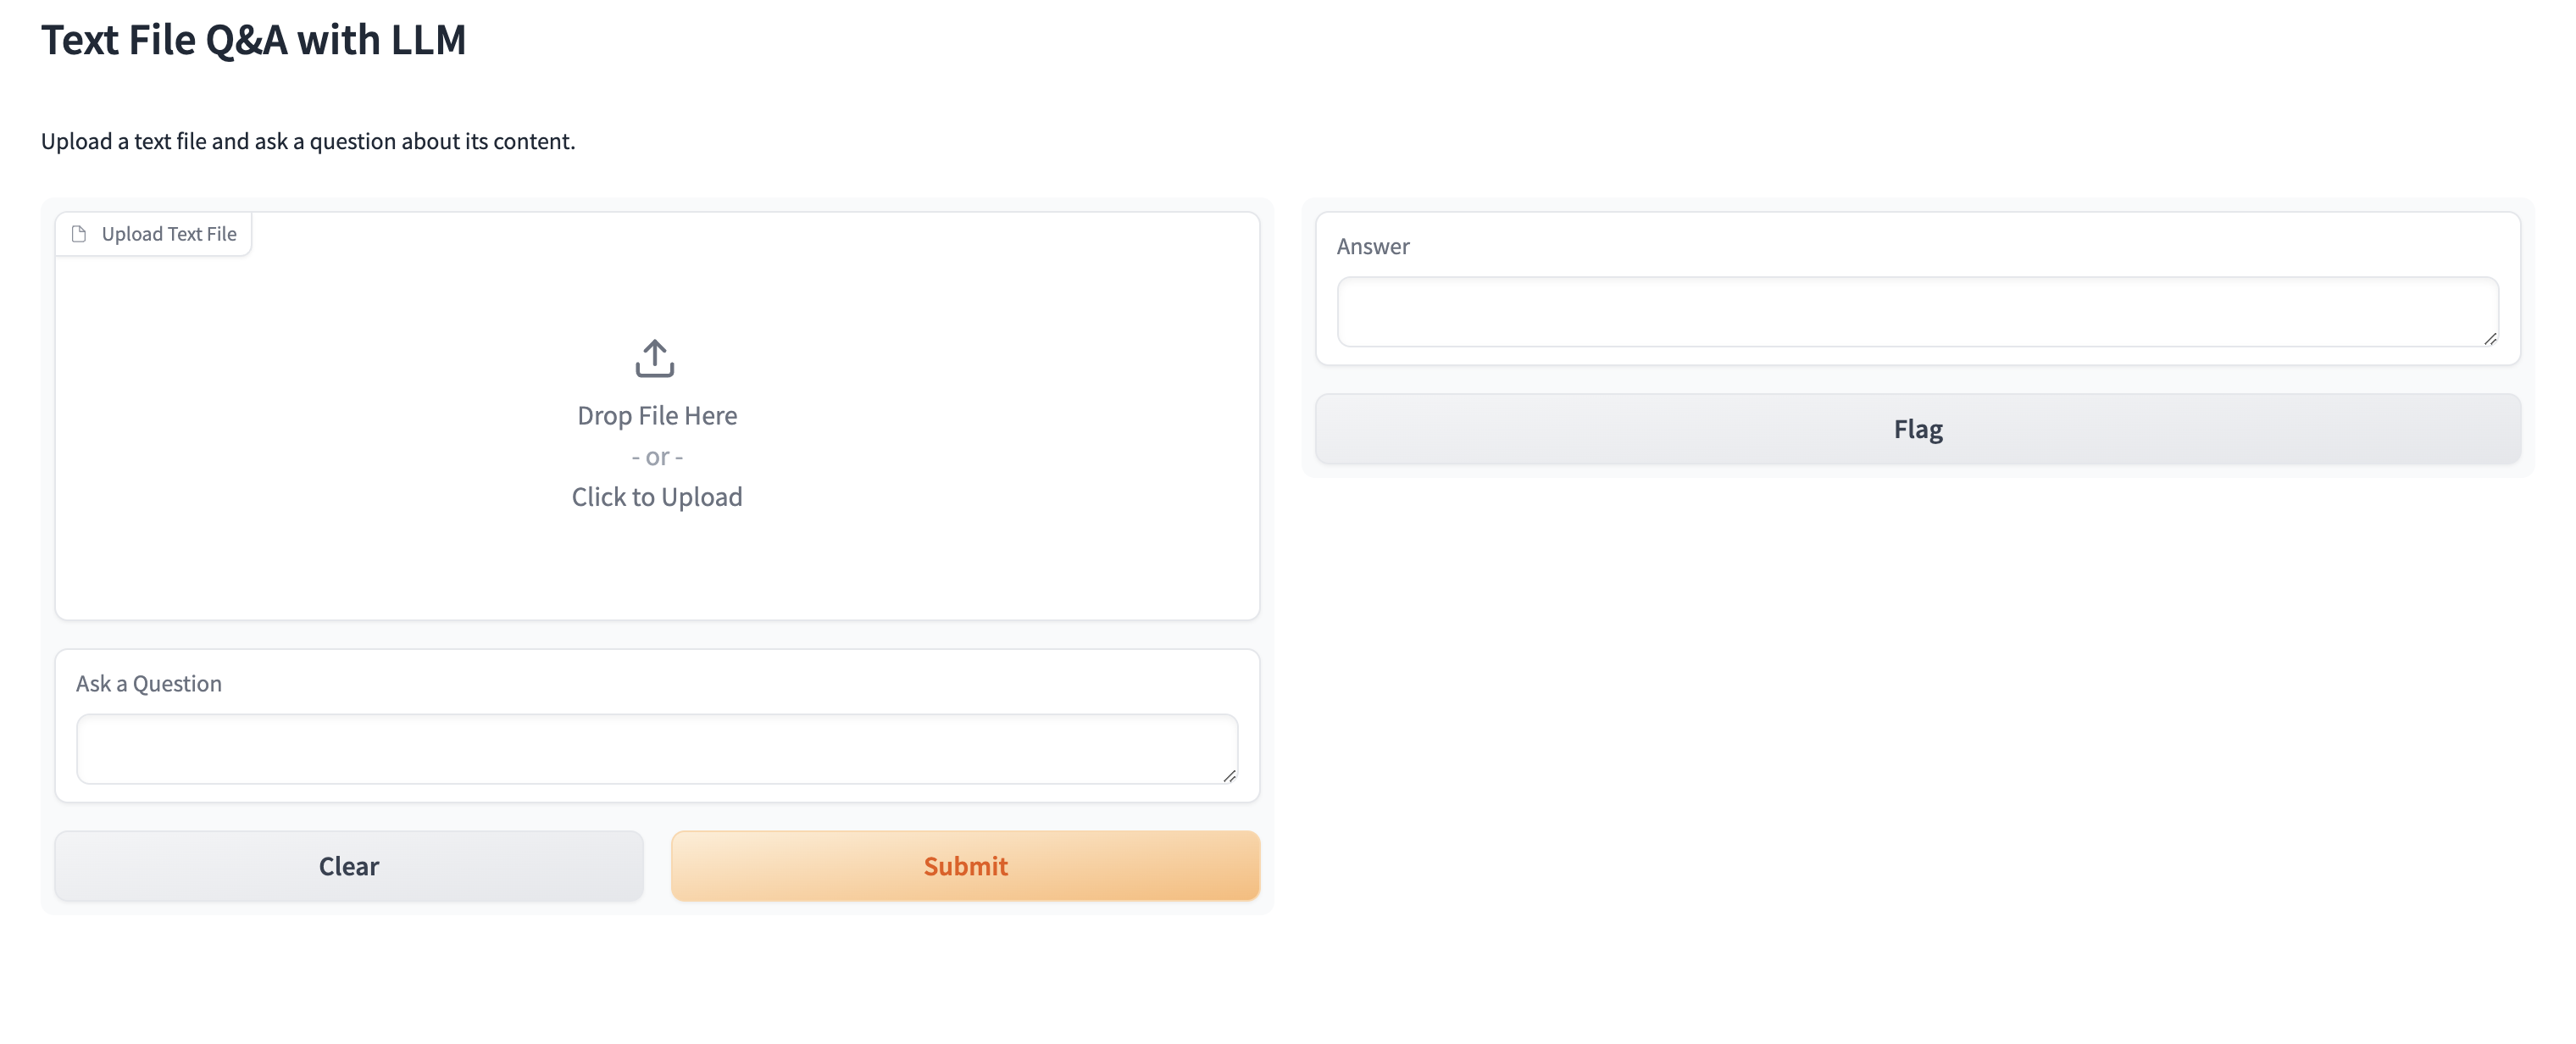 Text File Q&A with LLM
Upload a text file and ask a question about its content.
Upload Text File
Drop File Here
- or -
Click to Upload
Ask a Question
Clear
Submit
Answer
Flag